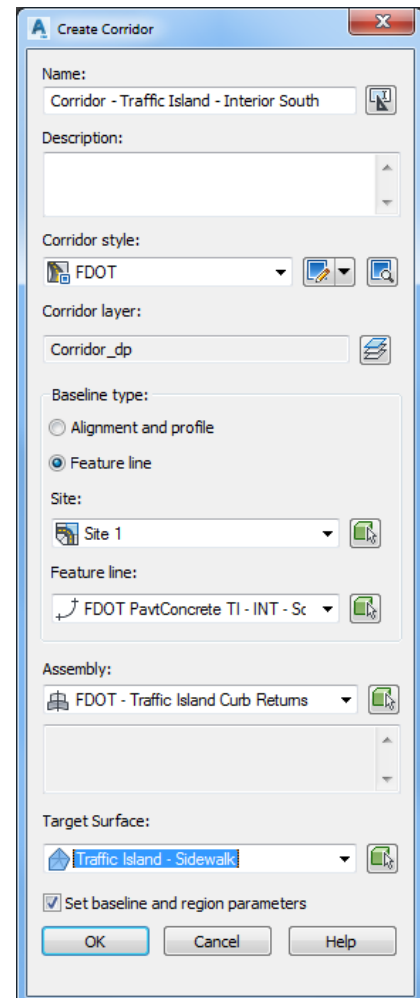 Create Corridor
Name:
Corridor - Traffic Island - Interior South
Description:
Corridor style:
FDOT
Corridor layer:
Corridor_dp
Baseline type:
Alignment and profile
Feature line
Site:
Site 1
Feature line:
FDOT PavtConcrete TI - INT - Sc
Assembly:
FDOT - Traffic Island Curb Returns
Target Surface:
Traffic Island - Sidewalk
Set baseline and region parameters
OK Cancel Help